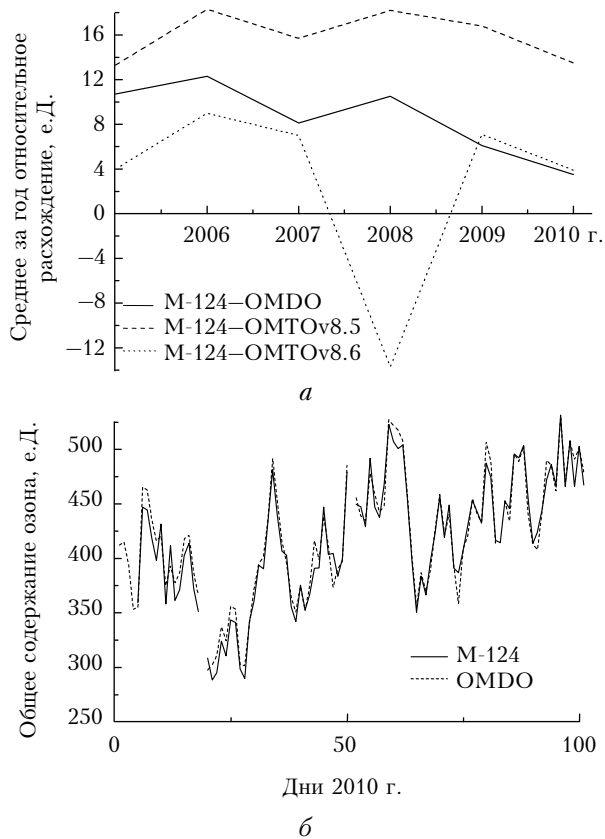 Среднее за год относительное
расхождение, е.Д.
16
12
8
4
0
−4
−8
−12
2006
2007
2008
2009
2010 г.
М-124—OMDO
М-124—OMTOv8.5
М-124—OMTOv8.6
а
Общее содержание озона, е.Д.
500
450
400
350
300
250
М-124
OMDO
0
50
100
Дни 2010 г.
б